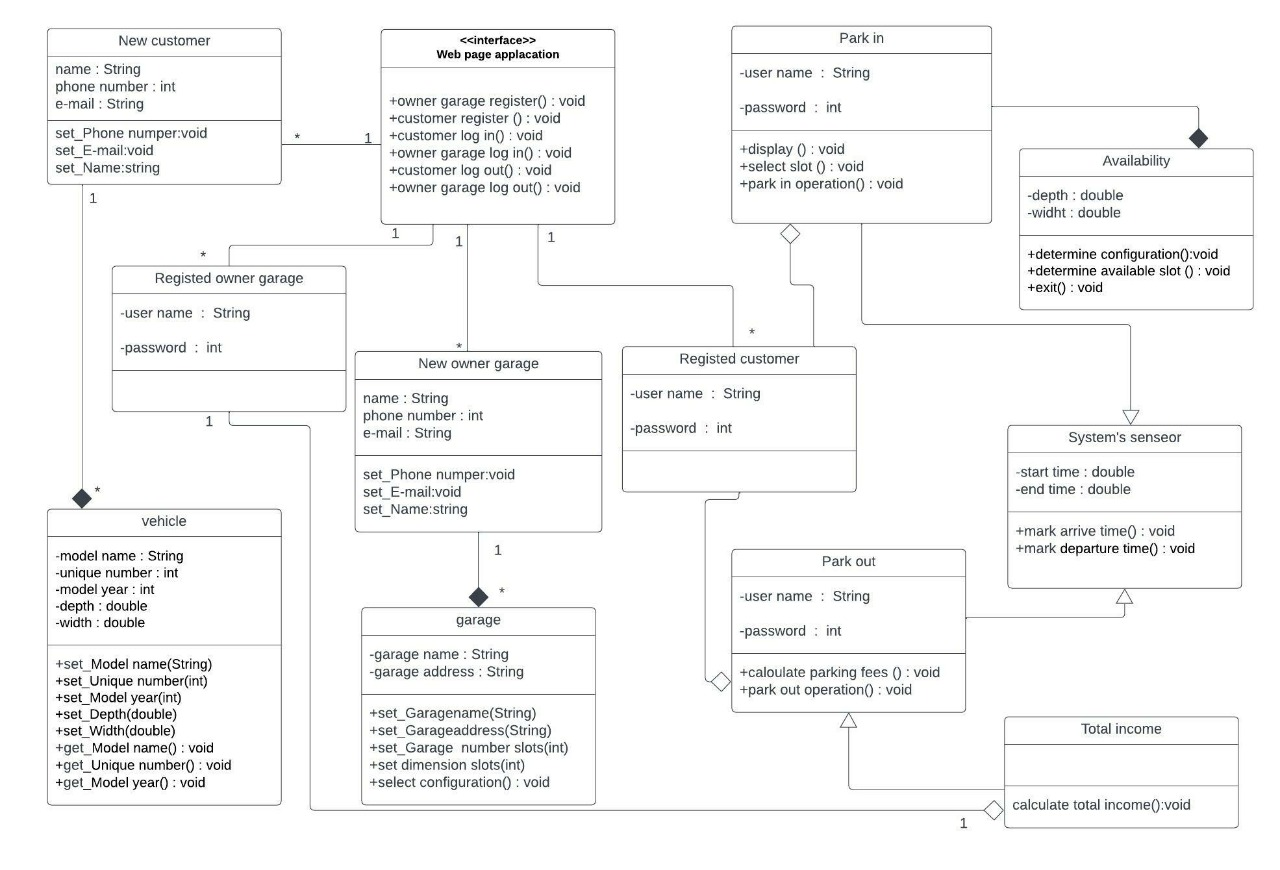 New customer
name : String
phone number : int
e-mail : String
set_Phone numper:void
set_E-mail:void
set_Name:string
<<interface>>
Web page applacation
+owner garage register() : void
+customer register () : void
+customer log in() : void
+owner garage log in() : void
+customer log out() : void
+owner garage log out() : void
Park in
-user name : String
-password : int
+display () : void
+select slot () : void
+park in operation() : void
Availability
-depth : double
-widht : double
+determine configuration():void
+determine available slot () : void
+exit() : void
* 1
1
1
1
1
*
*
*
Registed owner garage
-user name : String
-password : int
1
New owner garage
name : String
phone number : int
e-mail : String
set_Phone numper:void
set_E-mail:void
set_Name:string
1
*
Registed customer
-user name : String
-password : int
System's senseor
-start time : double
-end time : double
+mark arrive time() : void
+mark departure time() : void
*
vehicle
-model name : String
-unique number : int
-model year : int
-depth : double
-width : double
+set_Model name(String)
+set_Unique number(int)
+set_Model year(int)
+set_Depth(double)
+set_Width(double)
+get_Model name() : void
+get_Unique number() : void
+get_Model year() : void
garage
-garage name : String
-garage address : String
+set_Garagename(String)
+set_Garageaddress(String)
+set_Garage number slots(int)
+set dimension slots(int)
+select configuration() : void
Park out
-user name : String
-password : int
+caloulate parking fees () : void
+park out operation() : void
Total income
calculate total income():void
1